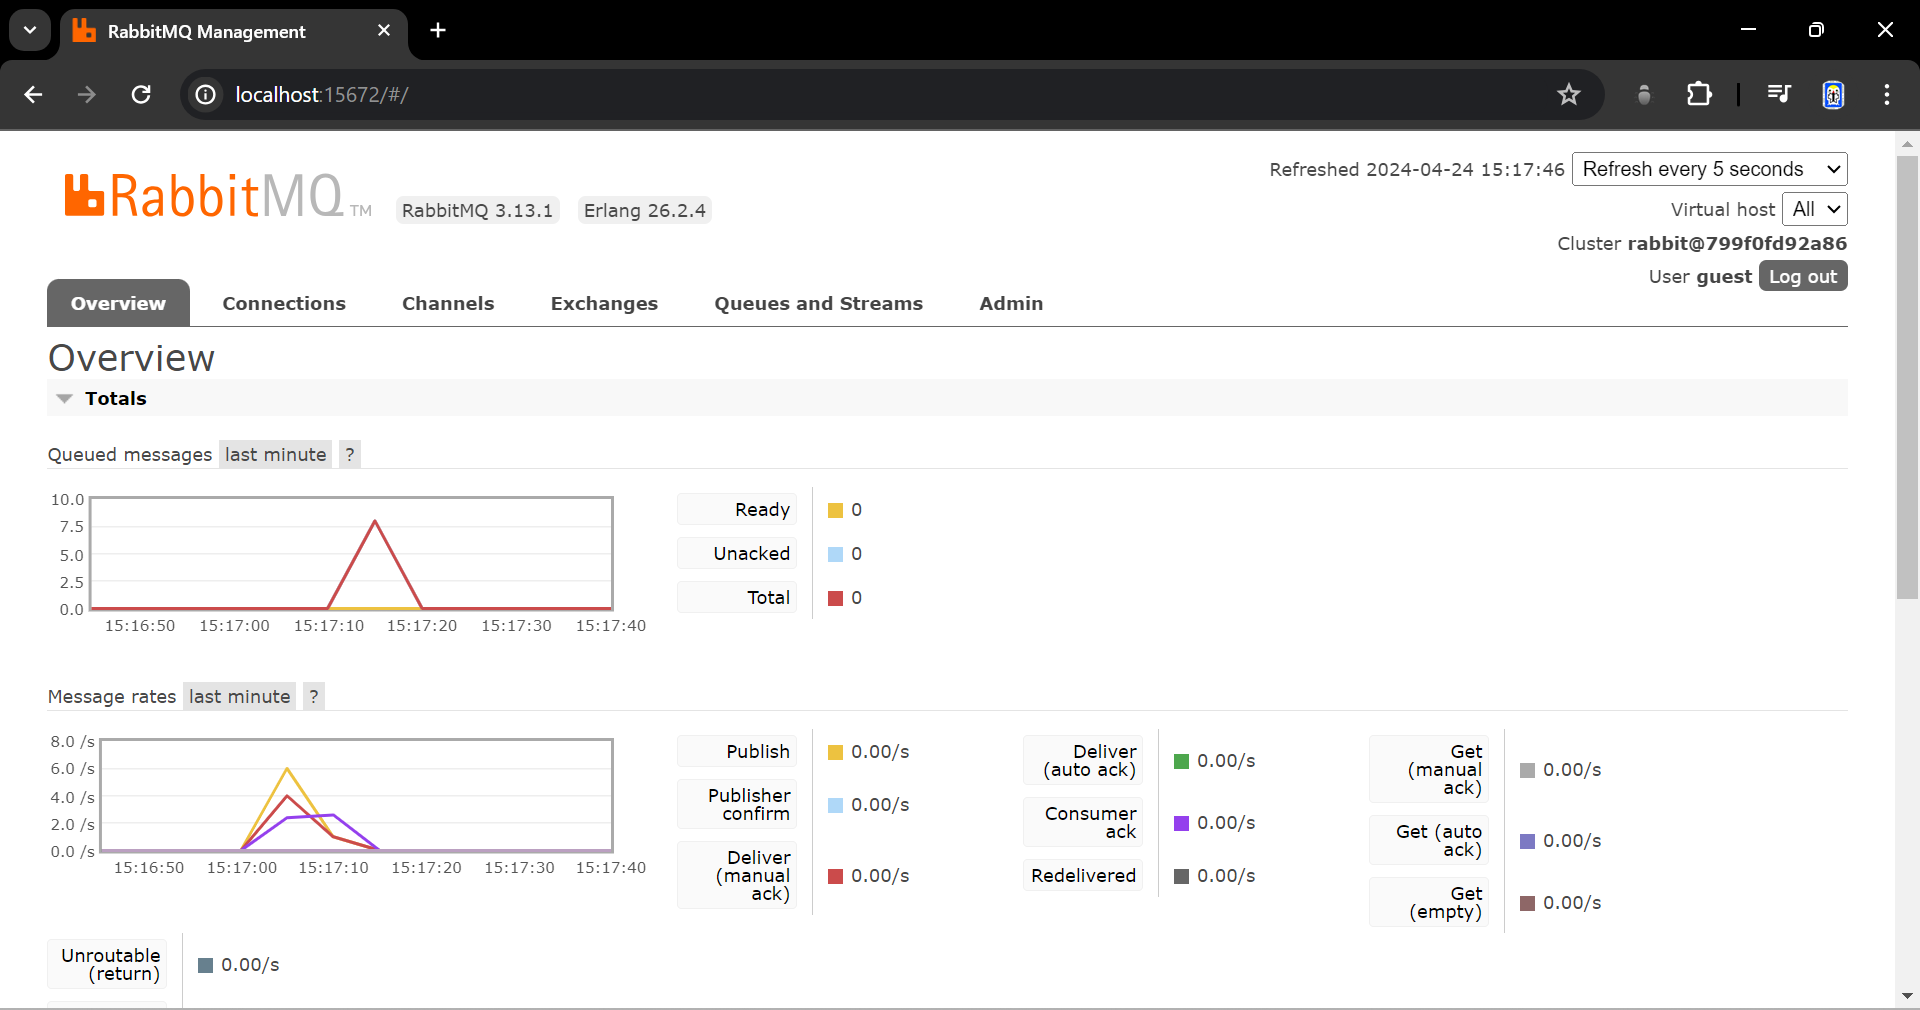 RabbitMQ Management
localhost:15672/#/
RabbitMQ TM
RabbitMQ 3.13.1
Erlang 26.2.4
Refreshed 2024-04-24 15:17:46
Refresh every 5 seconds
Virtual host All
Cluster rabbit@799f0fd92a86
User guest Log out
Overview
Connections
Channels
Exchanges
Queues and Streams
Admin
Overview
Totals
Queued messages last minute ?
10.0
7.5
5.0
2.5
0.0
15:16:50 15:17:00 15:17:10 15:17:20 15:17:30 15:17:40
Ready 0
Unacked 0
Total 0
Message rates last minute ?
8.0 /s
6.0 /s
4.0 /s
2.0 /s
0.0 /s
15:16:50 15:17:00 15:17:10 15:17:20 15:17:30 15:17:40
Publish 0.00/s
Publisher
confirm 0.00/s
Deliver
(manual
ack) 0.00/s
Deliver
(auto ack) 0.00/s
Consumer
ack 0.00/s
Redelivered 0.00/s
Get
(manual
ack) 0.00/s
Get (auto
ack) 0.00/s
Get
(empty) 0.00/s
Unroutable
(return) 0.00/s